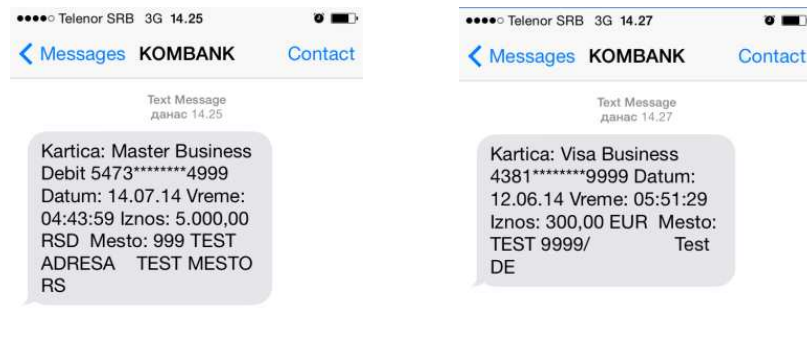 Telenor SRB 3G 14.25
Messages KOMBANK Contact
Text Message
данас 14.25
Kartica: Master Business
Debit 5473********4999
Datum: 14.07.14 Vreme:
04:43:59 Iznos: 5.000,00
RSD Mesto: 999 TEST
ADRESA TEST MESTO
RS
Telenor SRB 3G 14.27
Messages KOMBANK Contact
Text Message
данас 14.27
Kartica: Visa Business
4381********9999 Datum:
12.06.14 Vreme: 05:51:29
Iznos: 300,00 EUR Mesto:
TEST 9999/ Test
DE